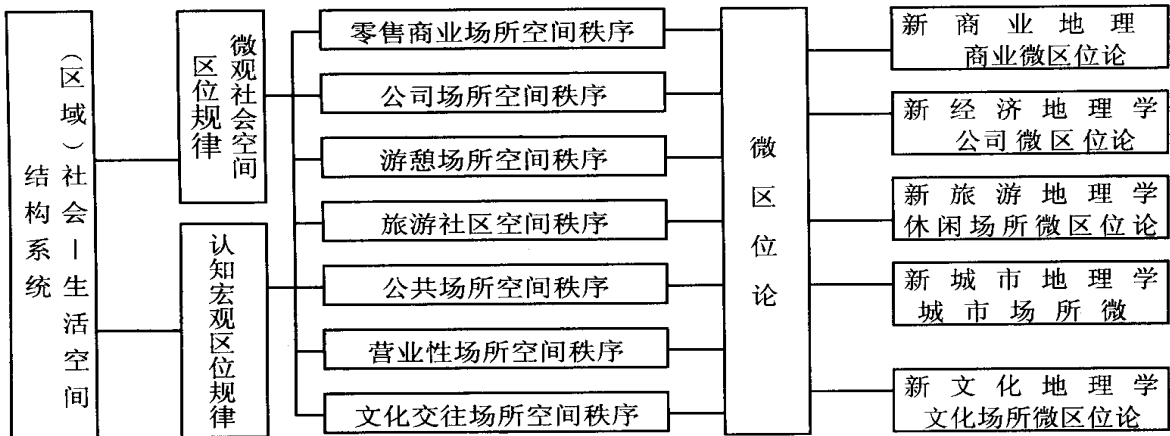 （区域）社会－生活空间
结构系统
微观社会空间
区位规律
认知宏观区位规律
零售商业场所空间秩序
公司场所空间秩序
游憩场所空间秩序
旅游社区空间秩序
公共场所空间秩序
营业性场所空间秩序
文化交往场所空间秩序
微区位论
新商业地理
商业微区位论
新经济地理学
公司微区位论
新旅游地理学
休闲场所微区位论
新城市地理学
城市场所微
新文化地理学
文化场所微区位论